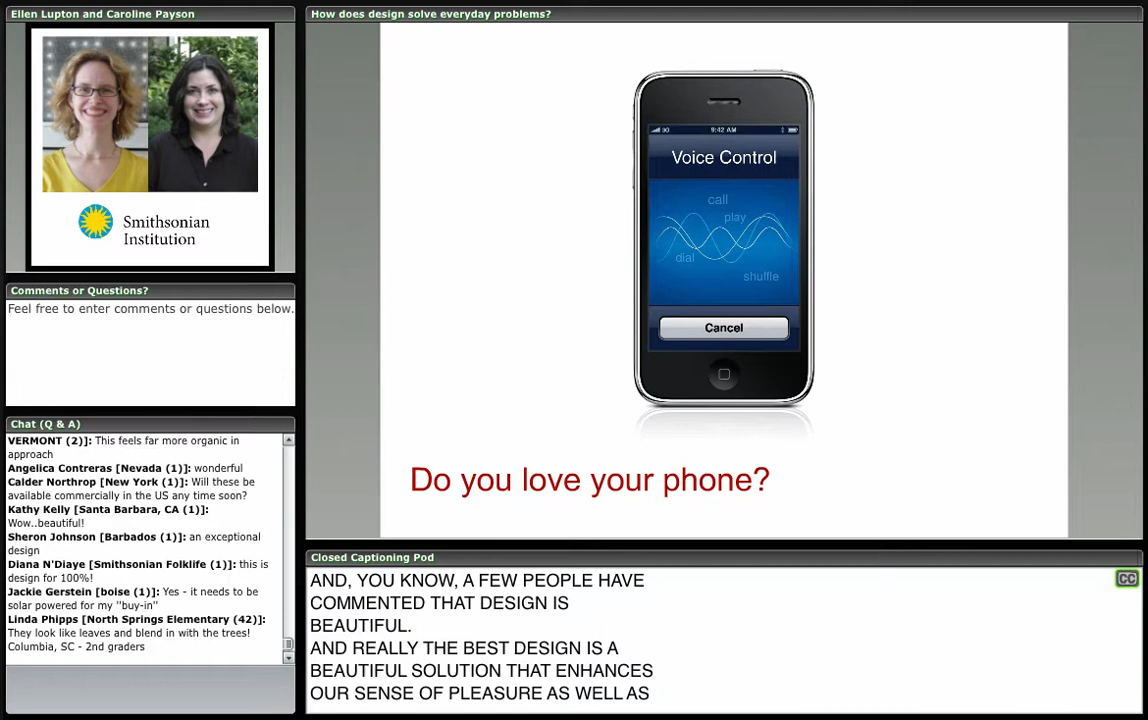 Ellen Lupton and Caroline Payson
Smithsonian
Institution
Comments or Questions?
Feel free to enter comments or questions below.
Chat (Q & A)
VERMONT (2)]: This feels far more organic in
approach
Angelica Contreras [Nevada (1)]: wonderful
Calder Northrop [New York (1)]: Will these be
available commercially in the US any time soon?
Kathy Kelly [Santa Barbara, CA (1)]:
Wow..beautiful!
Sheron Johnson [Barbados (1)]: an exceptional
design
Diana N'Diaye [Smithsonian Folklife (1)]: this is
design for 100%!
Jackie Gerstein [boise (1)]: Yes - it needs to be
solar powered for my "buy-in"
Linda Phipps [North Springs Elementary (42)]:
They look like leaves and blend in with the trees!
Columbia, SC - 2nd graders
How does design solve everyday problems?
3G 9:42 AM
Voice Control
call
play
dial
shuffle
Cancel
Do you love your phone?
Closed Captioning Pod
CC
AND, YOU KNOW, A FEW PEOPLE HAVE
COMMENTED THAT DESIGN IS
BEAUTIFUL.
AND REALLY THE BEST DESIGN IS A
BEAUTIFUL SOLUTION THAT ENHANCES
OUR SENSE OF PLEASURE AS WELL AS